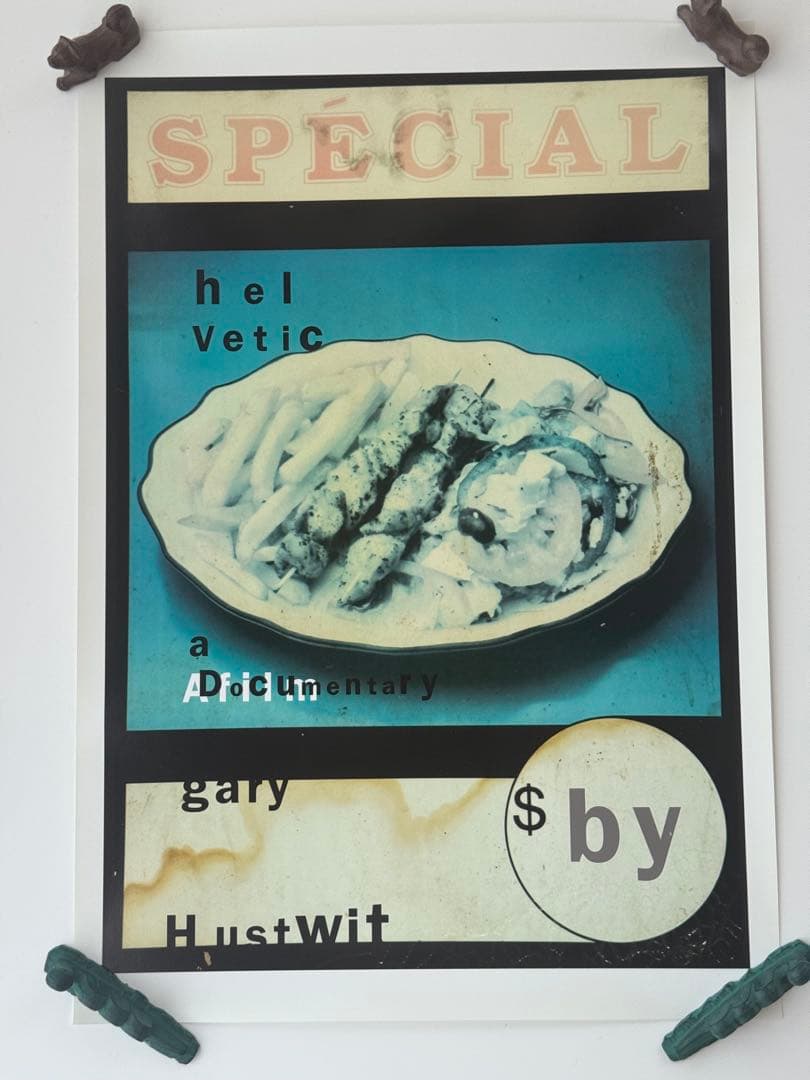 SPÉCIAL
hel
Vetic
a
A film
Documentary
gary
$ by
Hustwit